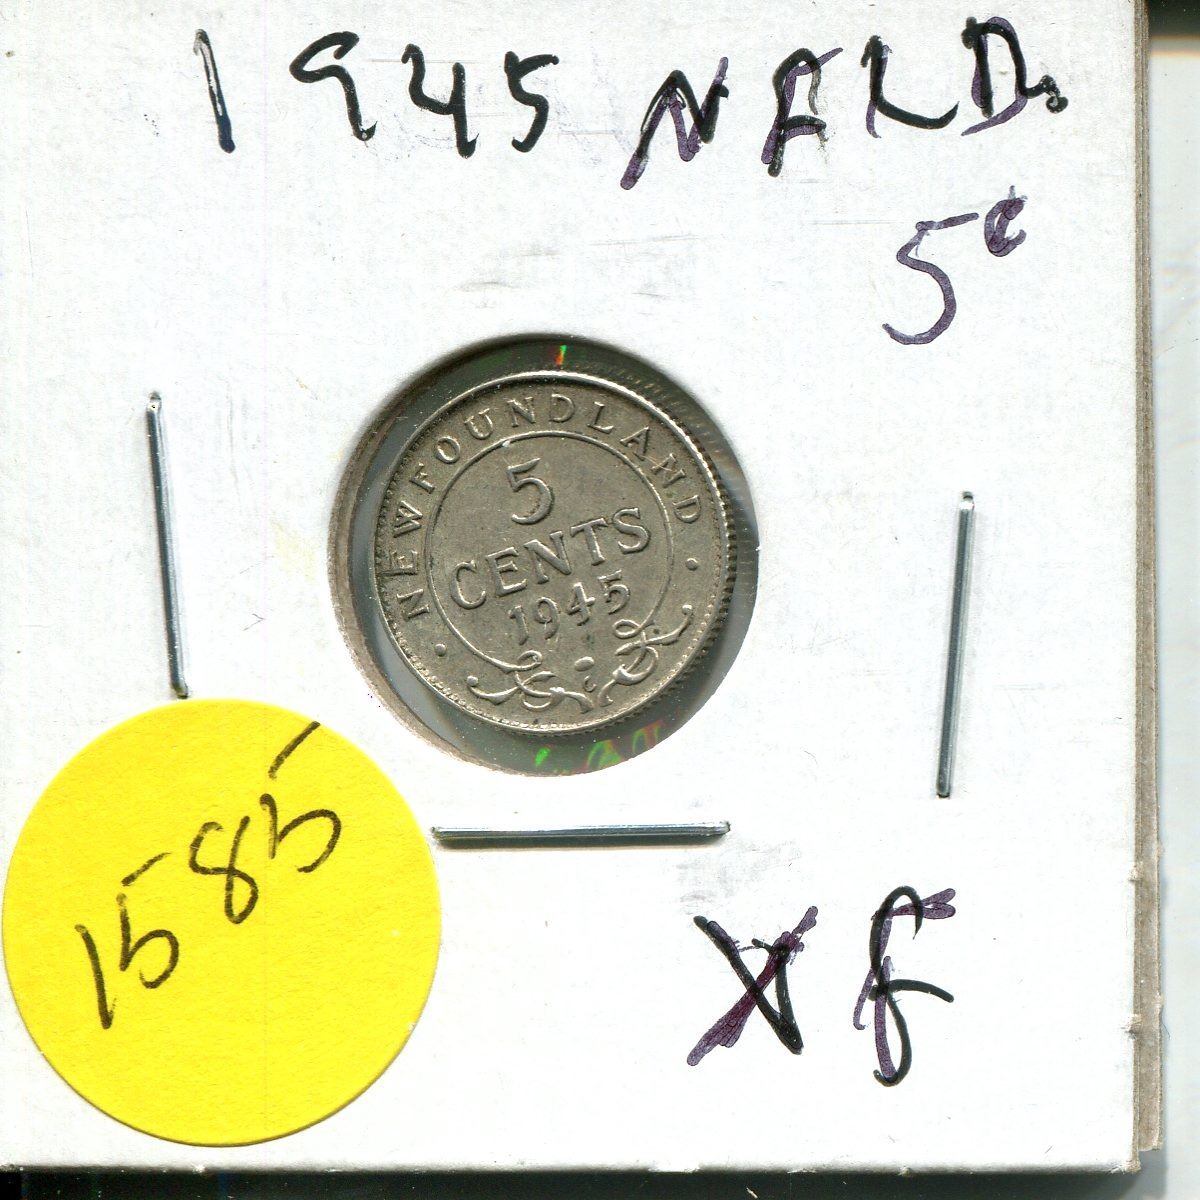 1945 NFLD.
5¢
NEWFOUNDLAND
5
CENTS
1945
1585
XF